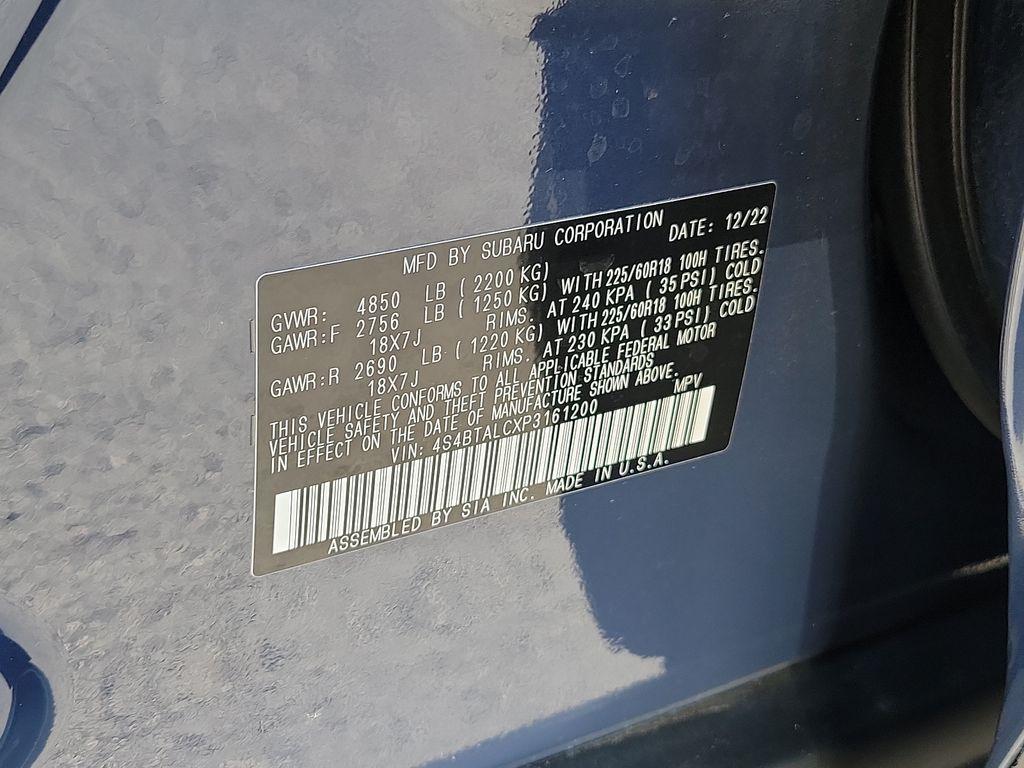 MFD BY SUBARU CORPORATION DATE: 12/22
GVWR: 4850 LB ( 2200 KG)
GAWR:F 2756 LB ( 1250 KG) WITH 225/60R18 100H TIRES.
18X7J RIMS. AT 240 KPA ( 35 PSI) COLD
GAWR:R 2690 LB ( 1220 KG) WITH 225/60R18 100H TIRES.
18X7J RIMS. AT 230 KPA ( 33 PSI) COLD
THIS VEHICLE CONFORMS TO ALL APPLICABLE FEDERAL MOTOR
VEHICLE SAFETY AND THEFT PREVENTION STANDARDS
IN EFFECT ON THE DATE OF MANUFACTURE SHOWN ABOVE.
VIN: 4S4BTALCXP3161200 MPV
ASSEMBLED BY SIA INC. MADE IN U.S.A.